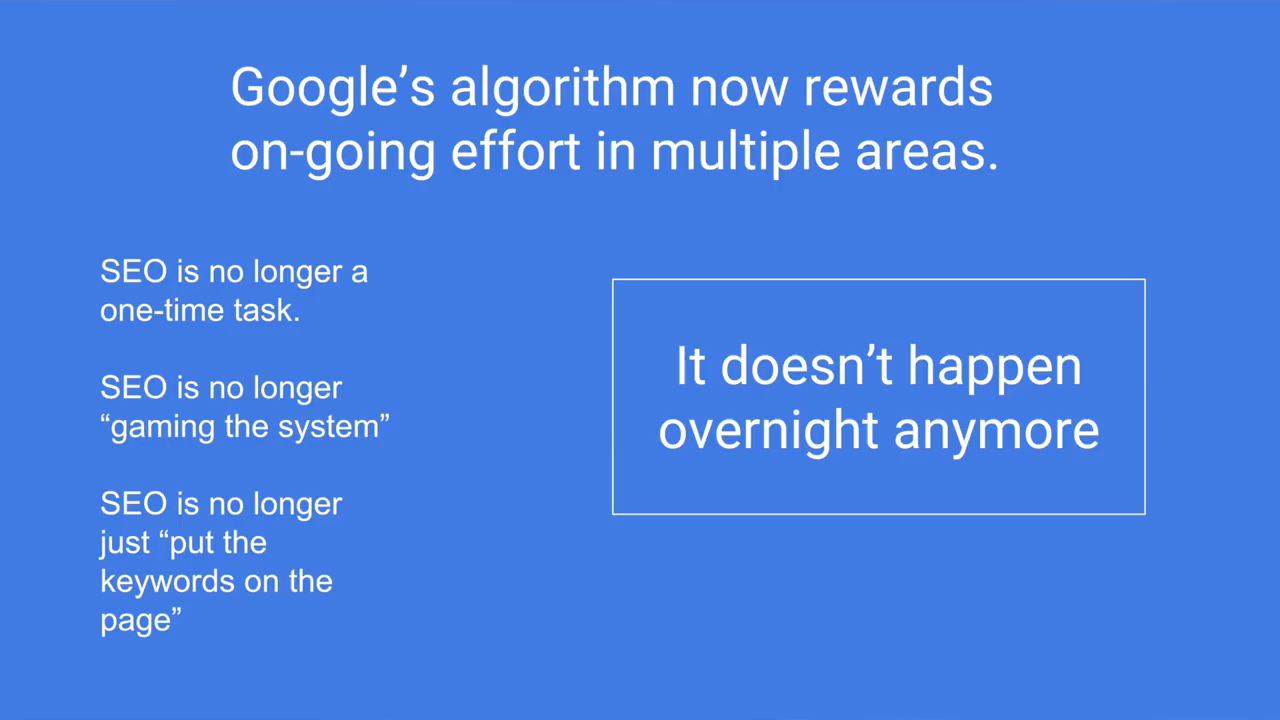 Google’s algorithm now rewards
on-going effort in multiple areas.
SEO is no longer a
one-time task.
SEO is no longer
“gaming the system”
SEO is no longer
just “put the
keywords on the
page”
It doesn’t happen
overnight anymore